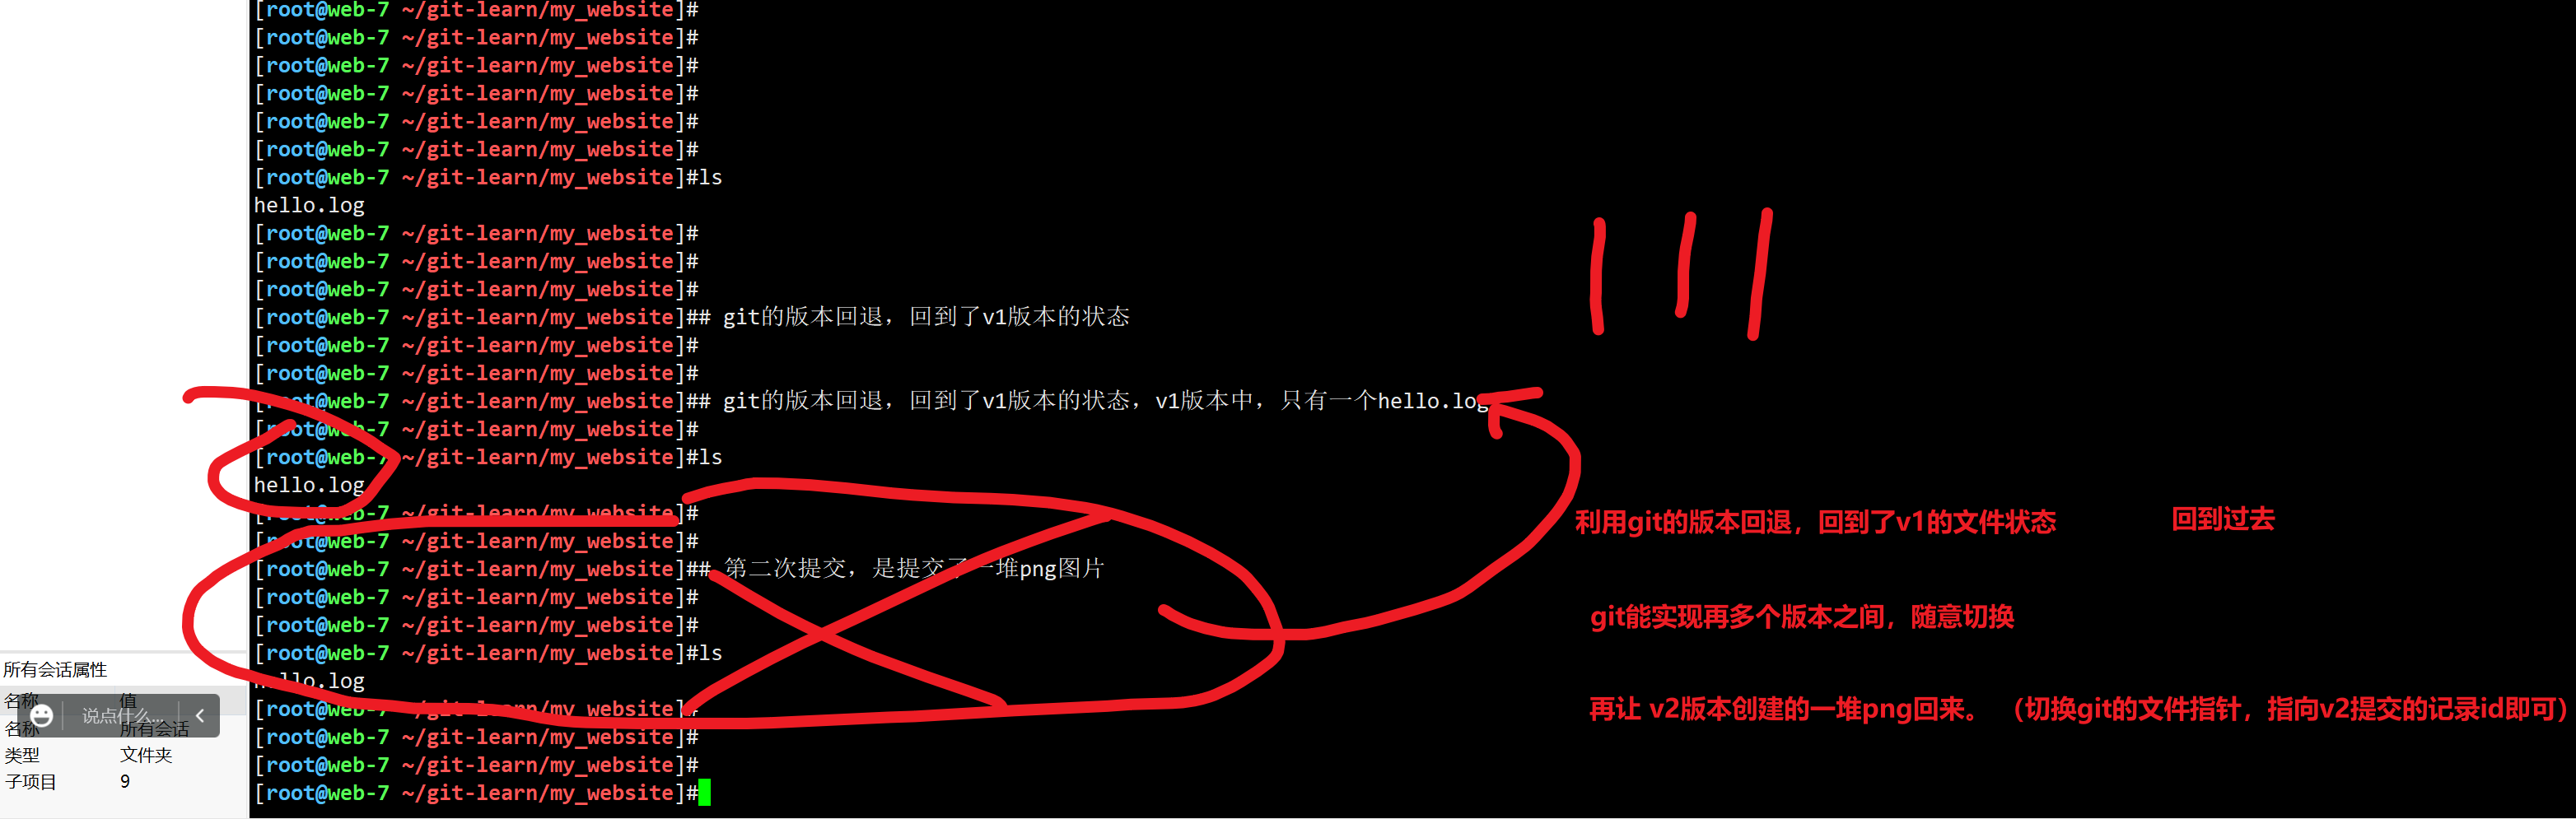 [root@web-7 ~/git-learn/my_website]#
[root@web-7 ~/git-learn/my_website]#
[root@web-7 ~/git-learn/my_website]#
[root@web-7 ~/git-learn/my_website]#
[root@web-7 ~/git-learn/my_website]#
[root@web-7 ~/git-learn/my_website]#
[root@web-7 ~/git-learn/my_website]#ls
hello.log
[root@web-7 ~/git-learn/my_website]#
[root@web-7 ~/git-learn/my_website]#
[root@web-7 ~/git-learn/my_website]#
[root@web-7 ~/git-learn/my_website]## git的版本回退，回到了v1版本的状态
[root@web-7 ~/git-learn/my_website]#
[root@web-7 ~/git-learn/my_website]#
[root@web-7 ~/git-learn/my_website]## git的版本回退，回到了v1版本的状态，v1版本中，只有一个hello.log
[root@web-7 ~/git-learn/my_website]#
[root@web-7 ~/git-learn/my_website]#ls
hello.log
[root@web-7 ~/git-learn/my_website]#
[root@web-7 ~/git-learn/my_website]#
[root@web-7 ~/git-learn/my_website]## 第二次提交，是提交了一堆png图片
[root@web-7 ~/git-learn/my_website]#
[root@web-7 ~/git-learn/my_website]#
[root@web-7 ~/git-learn/my_website]#ls
hello.log
[root@web-7 ~/git-learn/my_website]#
[root@web-7 ~/git-learn/my_website]#
[root@web-7 ~/git-learn/my_website]#
[root@web-7 ~/git-learn/my_website]#
利用git的版本回退，回到了v1的文件状态
回到过去
git能实现再多个版本之间，随意切换
再让 v2版本创建的一堆png回来。 （切换git的文件指针，指向v2提交的记录id即可）
所有会话属性
名称 值
说点什么...
名称 所有会话
类型 文件夹
子项目 9